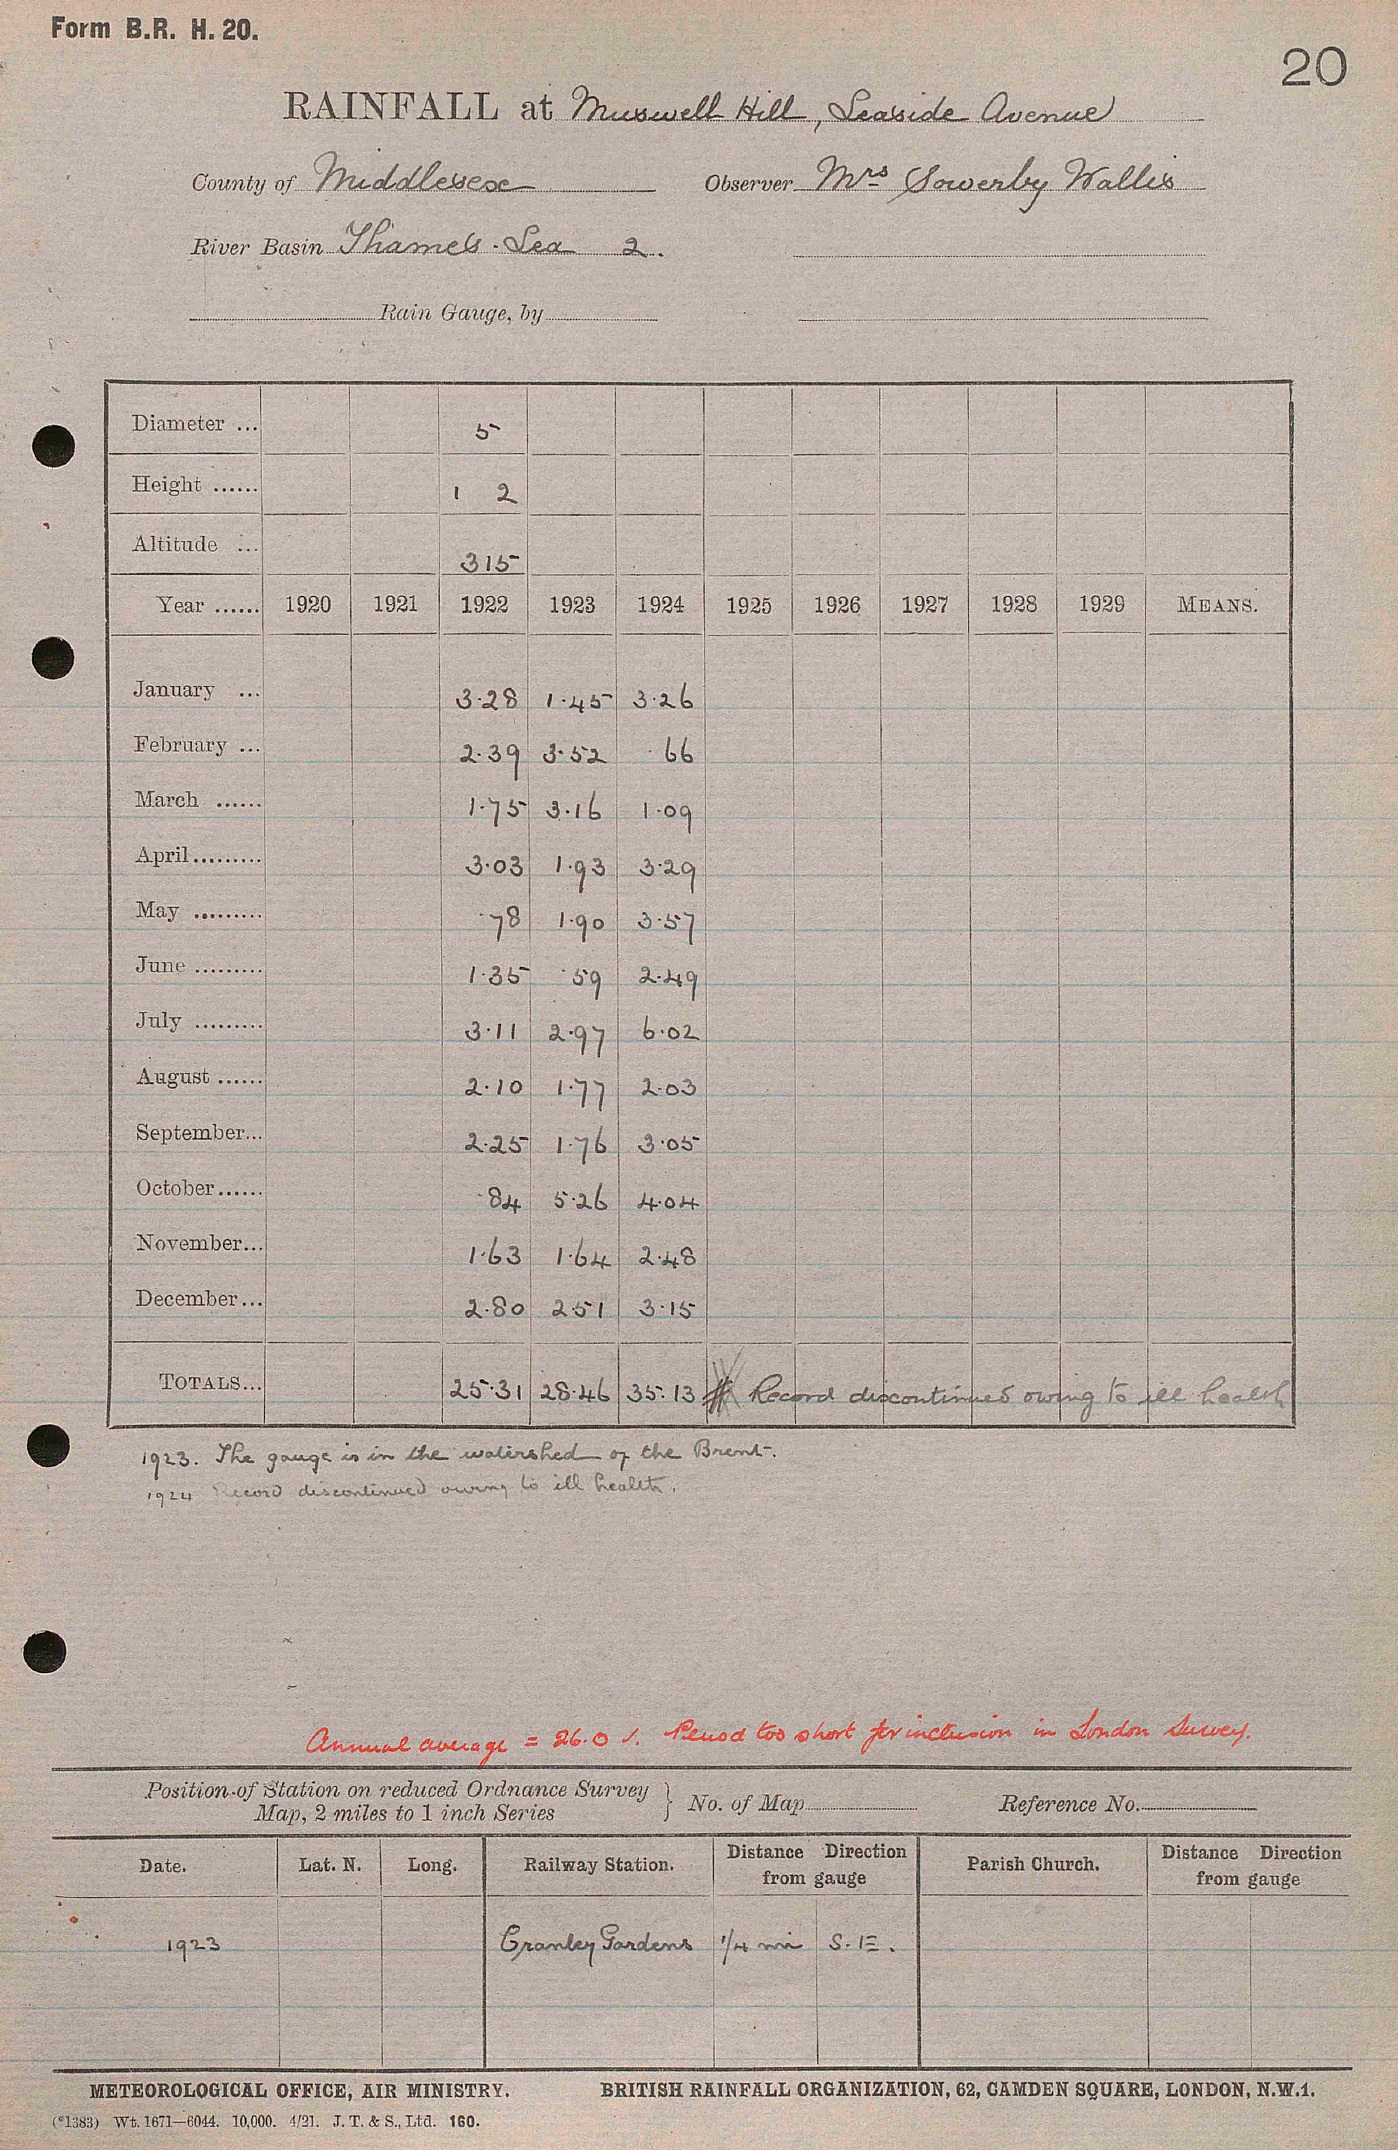 Form B.R. H. 20.
20
RAINFALL at Muswell Hill, Leaside Avenue
County of Middlesex Observer Mrs Sowerby Wallis
River Basin Thames · Lea 2.
Rain Gauge, by
Diameter ... 5
Height ...... 1 2
Altitude ... 315
Year ...... 1920 1921 1922 1923 1924 1925 1926 1927 1928 1929 MEANS.
January ... 3·28 1·45 3·26
February ... 2·39 3·52 ·66
March ...... 1·75 3·16 1·09
April......... 3·03 1·93 3·29
May ......... ·78 1·90 3·57
June ......... 1·35 ·59 2·49
July ......... 3·11 2·97 6·02
August ...... 2·10 1·77 2·03
September... 2·25 1·76 3·05
October...... ·84 5·26 4·04
November... 1·63 1·64 2·48
December... 2·80 2·51 3·15
TOTALS... 25·31 28·46 35·13 Record discontinued owing to ill health
1923. The gauge is in the watershed of the Brent.
1924 Record discontinued owing to ill health.
Annual average = 26.0 Period too short for inclusion in London Survey.
Position of Station on reduced Ordnance Survey
Map, 2 miles to 1 inch Series } No. of Map Reference No.
Date. Lat. N. Long. Railway Station. Distance Direction from gauge Parish Church. Distance Direction from gauge
1923 Cranley Gardens 1/4 mi S.E.
METEOROLOGICAL OFFICE, AIR MINISTRY. BRITISH RAINFALL ORGANIZATION, 62, CAMDEN SQUARE, LONDON, N.W.1.
(*1383) Wt. 1671—6044. 10,000. 4/21. J. T. & S., Ltd. 160.